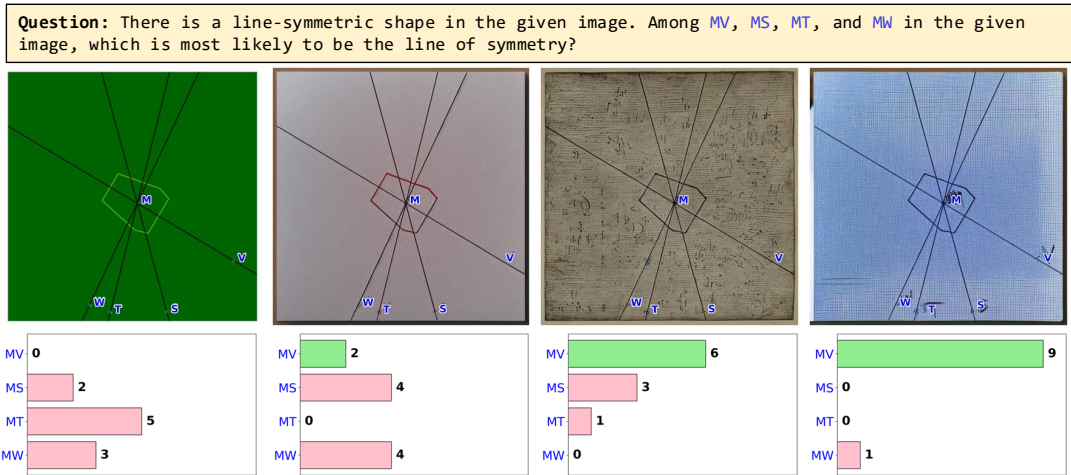 Question: There is a line-symmetric shape in the given image. Among MV, MS, MT, and MW in the given
image, which is most likely to be the line of symmetry?
M M M M
V V V V
W T S W T S W T S W T S
MV 0 MV 2 MV 6 MV 9
MS 2 MS 4 MS 3 MS 0
MT 5 MT 0 MT 1 MT 0
MW 3 MW 4 MW 0 MW 1